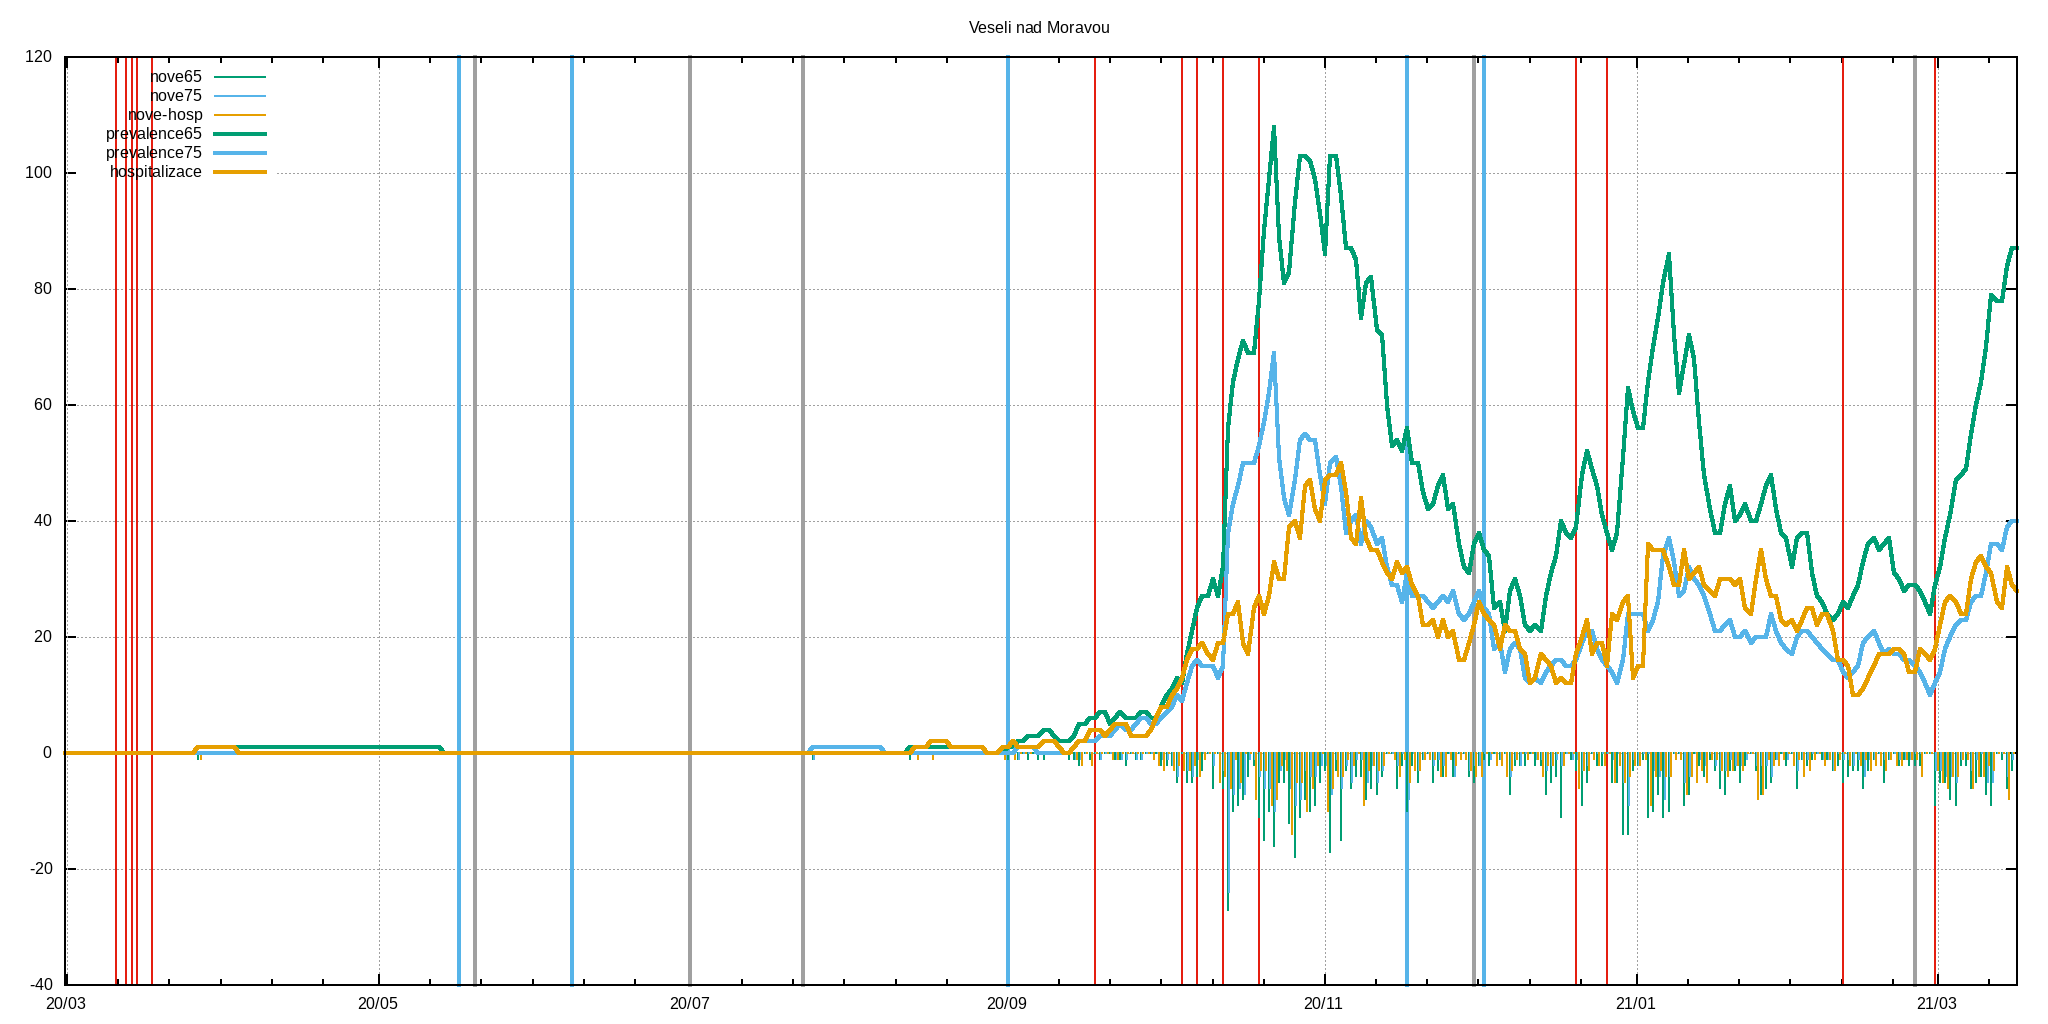 Veseli nad Moravou
120
100
80
60
40
20
0
-20
-40
nove65
nove75
nove-hosp
prevalence65
prevalence75
hospitalizace
20/03 20/05 20/07 20/09 20/11 21/01 21/03